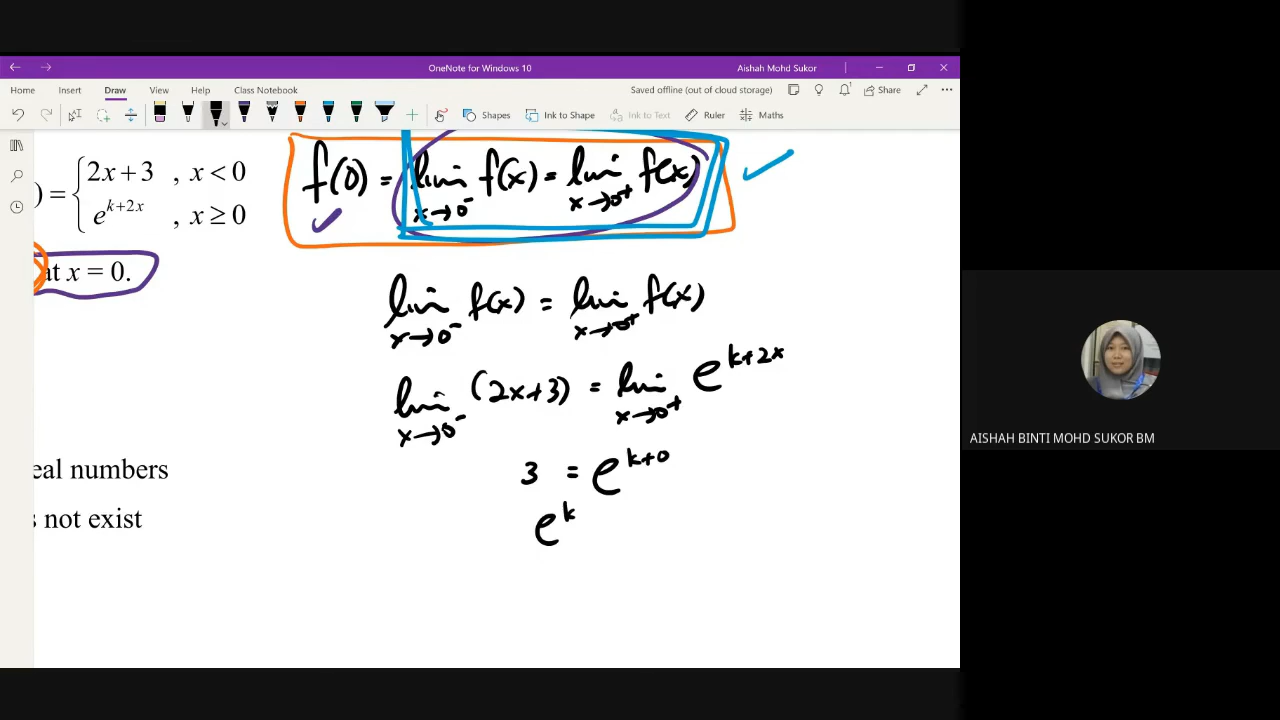 OneNote for Windows 10
Aishah Mohd Sukor
Home Insert Draw View Help Class Notebook
Saved offline (out of cloud storage)
Share
Shapes
Ink to Shape
Ink to Text
Ruler
Maths
) = { 2x + 3 , x < 0
e^{k+2x} , x ≥ 0
f(0) = lim_{x→0⁻} f(x) = lim_{x→0⁺} f(x)
at x = 0.
lim_{x→0⁻} f(x) = lim_{x→0⁺} f(x)
lim_{x→0⁻} (2x+3) = lim_{x→0⁺} e^{k+2x}
3 = e^{k+0}
e^k
eal numbers
s not exist
AISHAH BINTI MOHD SUKOR BM